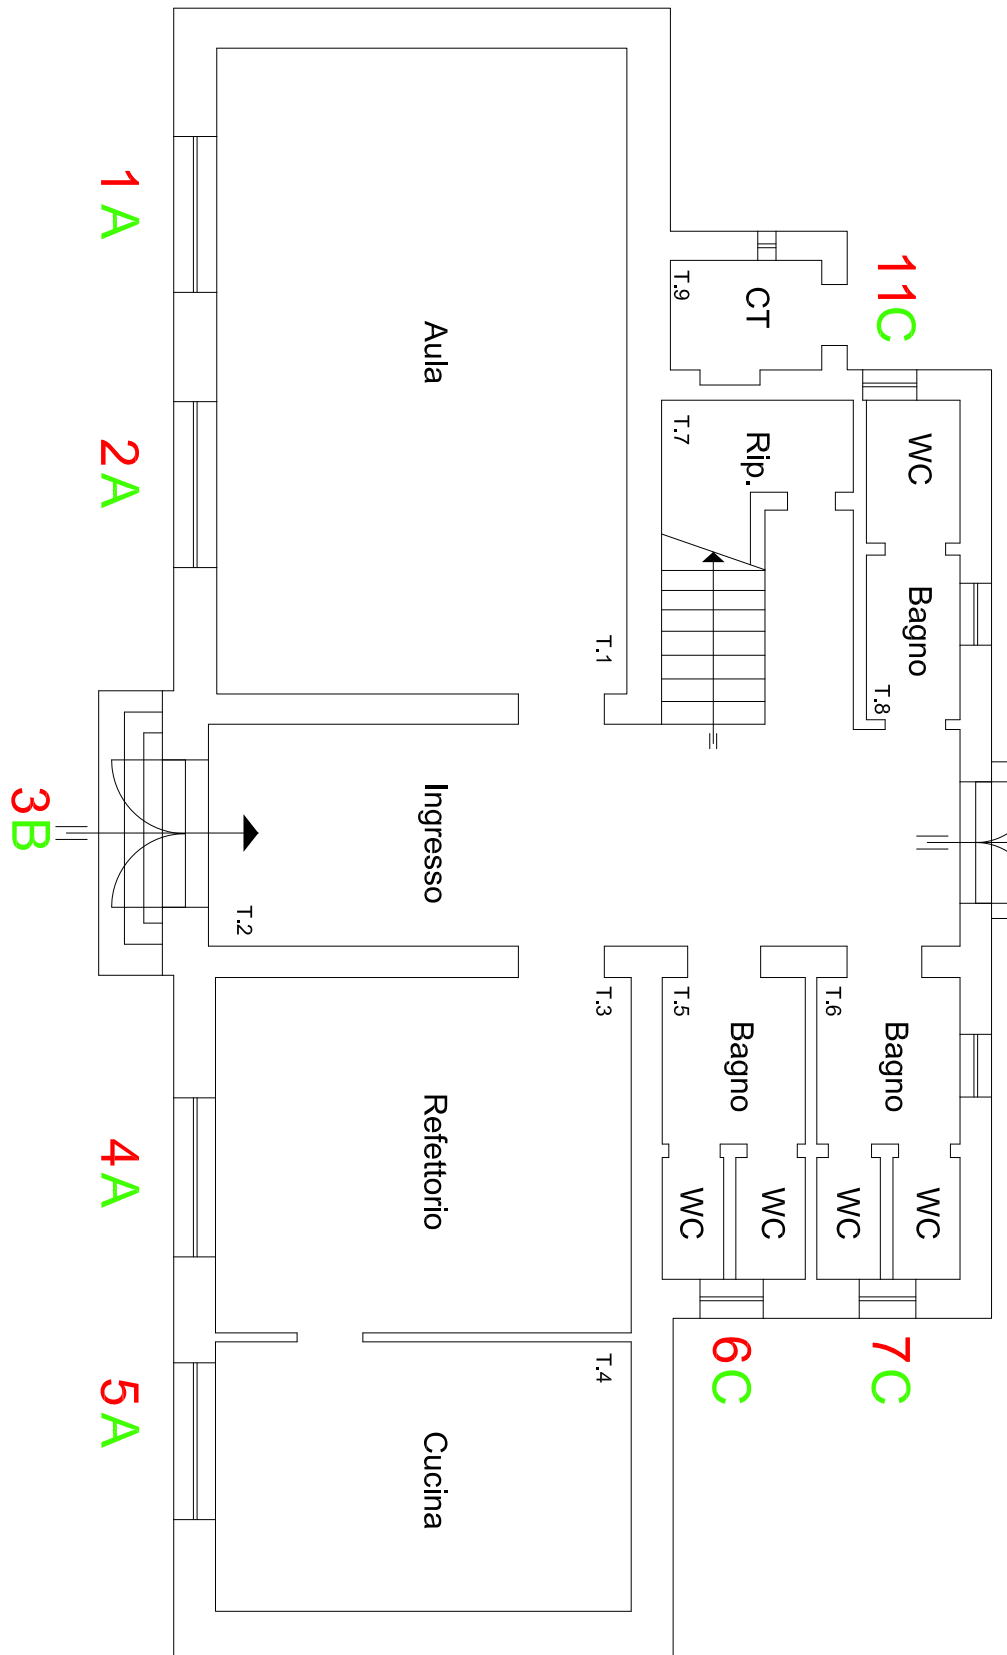 11C
CT
T.9
1A
Aula
2A
WC
Rip.
T.7
Bagno
T.8
T.1
3B
Ingresso
T.2
T.3
T.5
T.6
Bagno
Bagno
Refettorio
4A
WC
WC
WC
WC
6C
7C
T.4
5A
Cucina